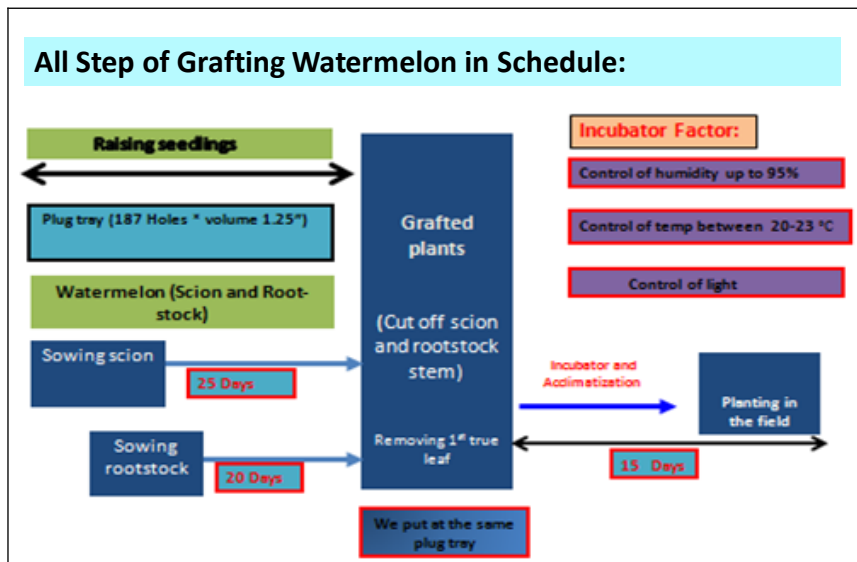 All Step of Grafting Watermelon in Schedule:
Raising seedlings
Plug tray (187 Holes * volume 1.25")
Watermelon (Scion and Root-
stock)
Sowing scion
25 Days
Sowing
rootstock
20 Days
Grafted
plants
(Cut off scion
and rootstock
stem)
Removing 1st true
leaf
We put at the same
plug tray
Incubator Factor:
Control of humidity up to 95%
Control of temp between 20-23 °C
Control of light
Incubator and
Acclimatization
Planting in
the field
15 Days